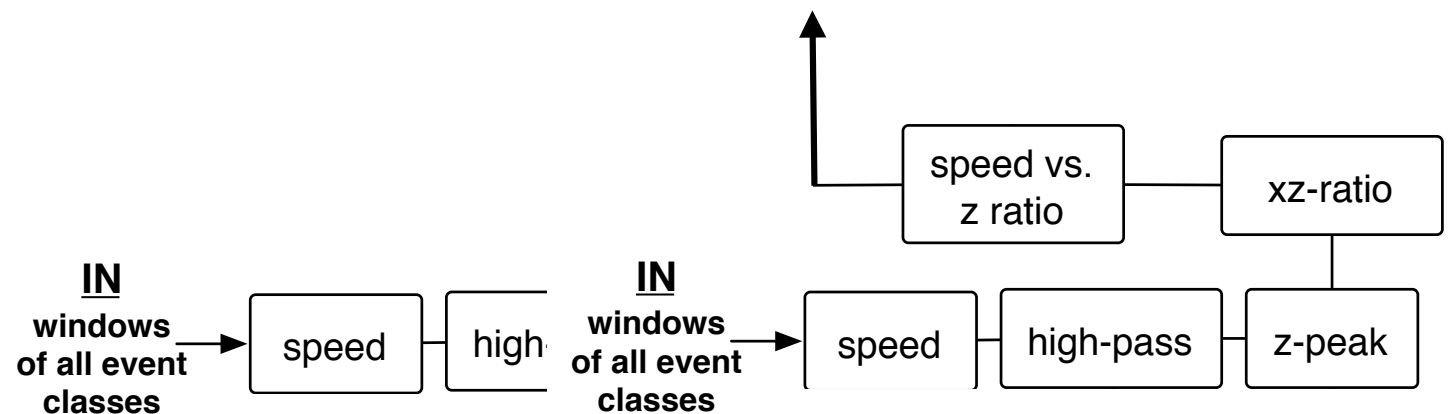 speed vs.
z ratio
xz-ratio
IN
windows
of all event
classes
speed
high-
IN
windows
of all event
classes
speed
high-pass
z-peak